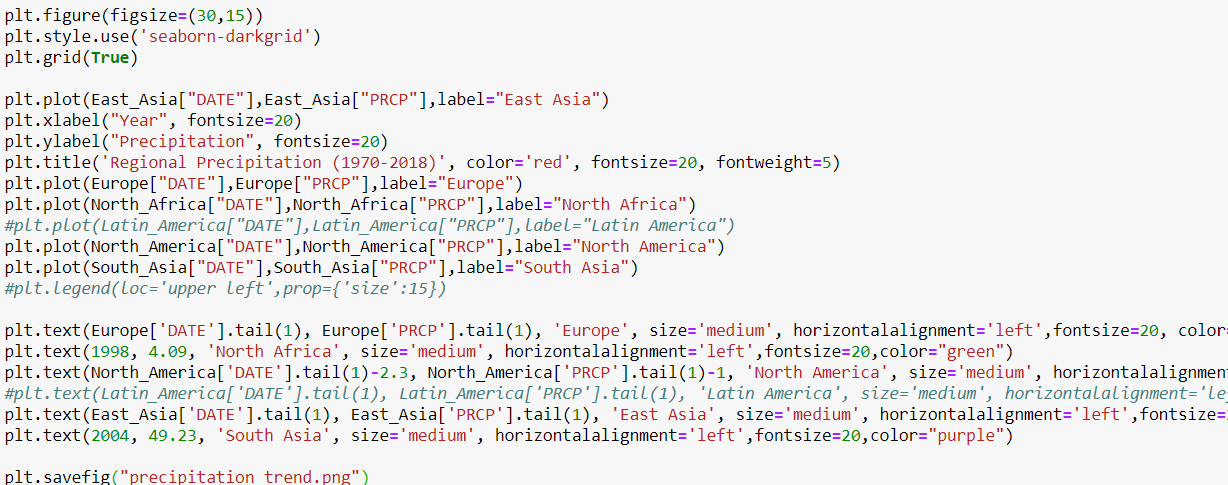 plt.figure(figsize=(30,15))
plt.style.use('seaborn-darkgrid')
plt.grid(True)
plt.plot(East_Asia["DATE"],East_Asia["PRCP"],label="East Asia")
plt.xlabel("Year", fontsize=20)
plt.ylabel("Precipitation", fontsize=20)
plt.title('Regional Precipitation (1970-2018)', color='red', fontsize=20, fontweight=5)
plt.plot(Europe["DATE"],Europe["PRCP"],label="Europe")
plt.plot(North_Africa["DATE"],North_Africa["PRCP"],label="North Africa")
#plt.plot(Latin_America["DATE"],Latin_America["PRCP"],label="Latin America")
plt.plot(North_America["DATE"],North_America["PRCP"],label="North America")
plt.plot(South_Asia["DATE"],South_Asia["PRCP"],label="South Asia")
#plt.legend(loc='upper left',prop={'size':15})
plt.text(Europe['DATE'].tail(1), Europe['PRCP'].tail(1), 'Europe', size='medium', horizontalalignment='left',fontsize=20, color=
plt.text(1998, 4.09, 'North Africa', size='medium', horizontalalignment='left',fontsize=20,color="green")
plt.text(North_America['DATE'].tail(1)-2.3, North_America['PRCP'].tail(1)-1, 'North America', size='medium', horizontalalignment
#plt.text(Latin_America['DATE'].tail(1), Latin_America['PRCP'].tail(1), 'Latin America', size='medium', horizontalalignment='le
plt.text(East_Asia['DATE'].tail(1), East_Asia['PRCP'].tail(1), 'East Asia', size='medium', horizontalalignment='left',fontsize=
plt.text(2004, 49.23, 'South Asia', size='medium', horizontalalignment='left',fontsize=20,color="purple")
plt.savefig("precipitation trend.png")